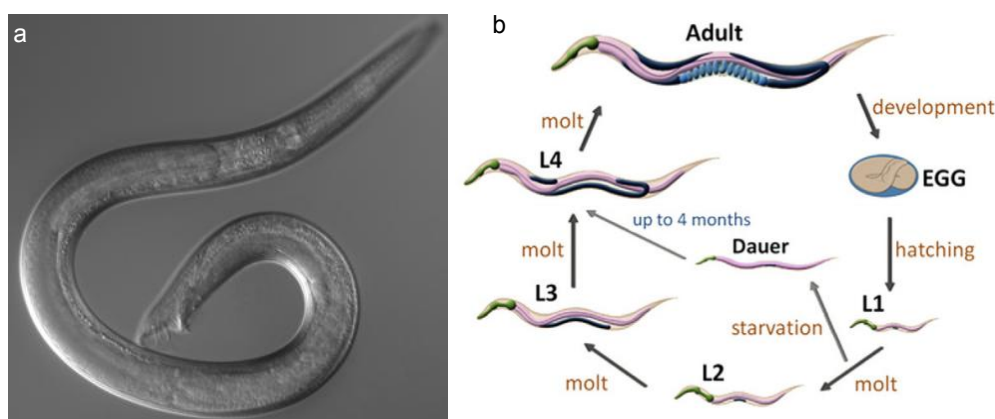 a
b
Adult
molt
development
L4
EGG
up to 4 months
molt
Dauer
hatching
L3
L1
starvation
molt
L2
molt